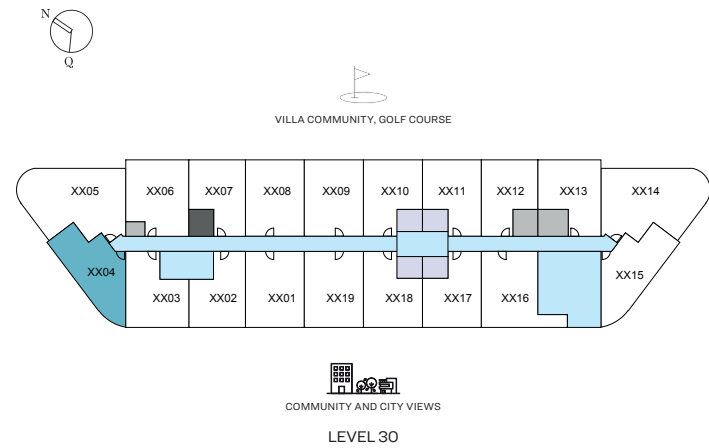 N
Q
VILLA COMMUNITY, GOLF COURSE
XX05 XX06 XX07 XX08 XX09 XX10 XX11 XX12 XX13 XX14
XX04 XX15
XX03 XX02 XX01 XX19 XX18 XX17 XX16
COMMUNITY AND CITY VIEWS
LEVEL 30